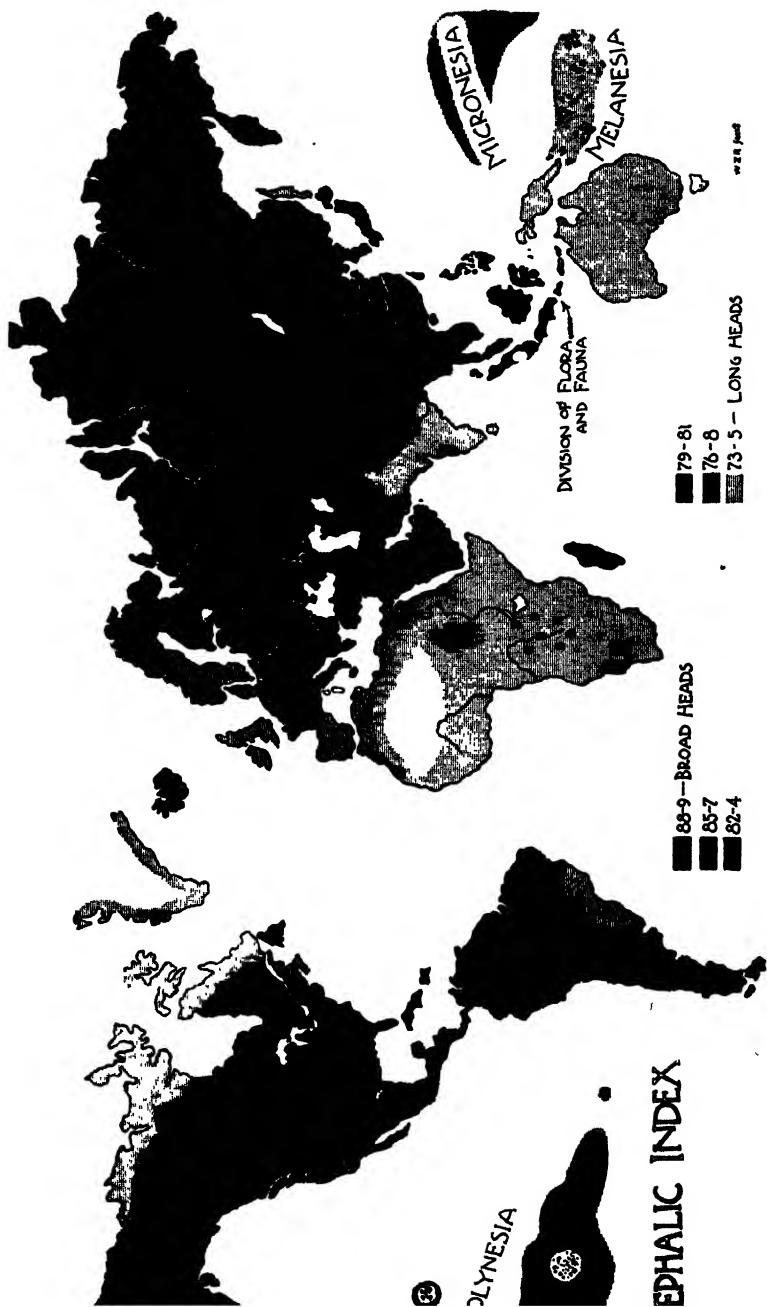 MICRONESIA
MELANESIA
DIVISION OF FLORA
AND FAUNA
88-9—BROAD HEADS
85-7
82-4
79-81
76-8
73-5—LONG HEADS
OLYNESIA
EPHALIC INDEX